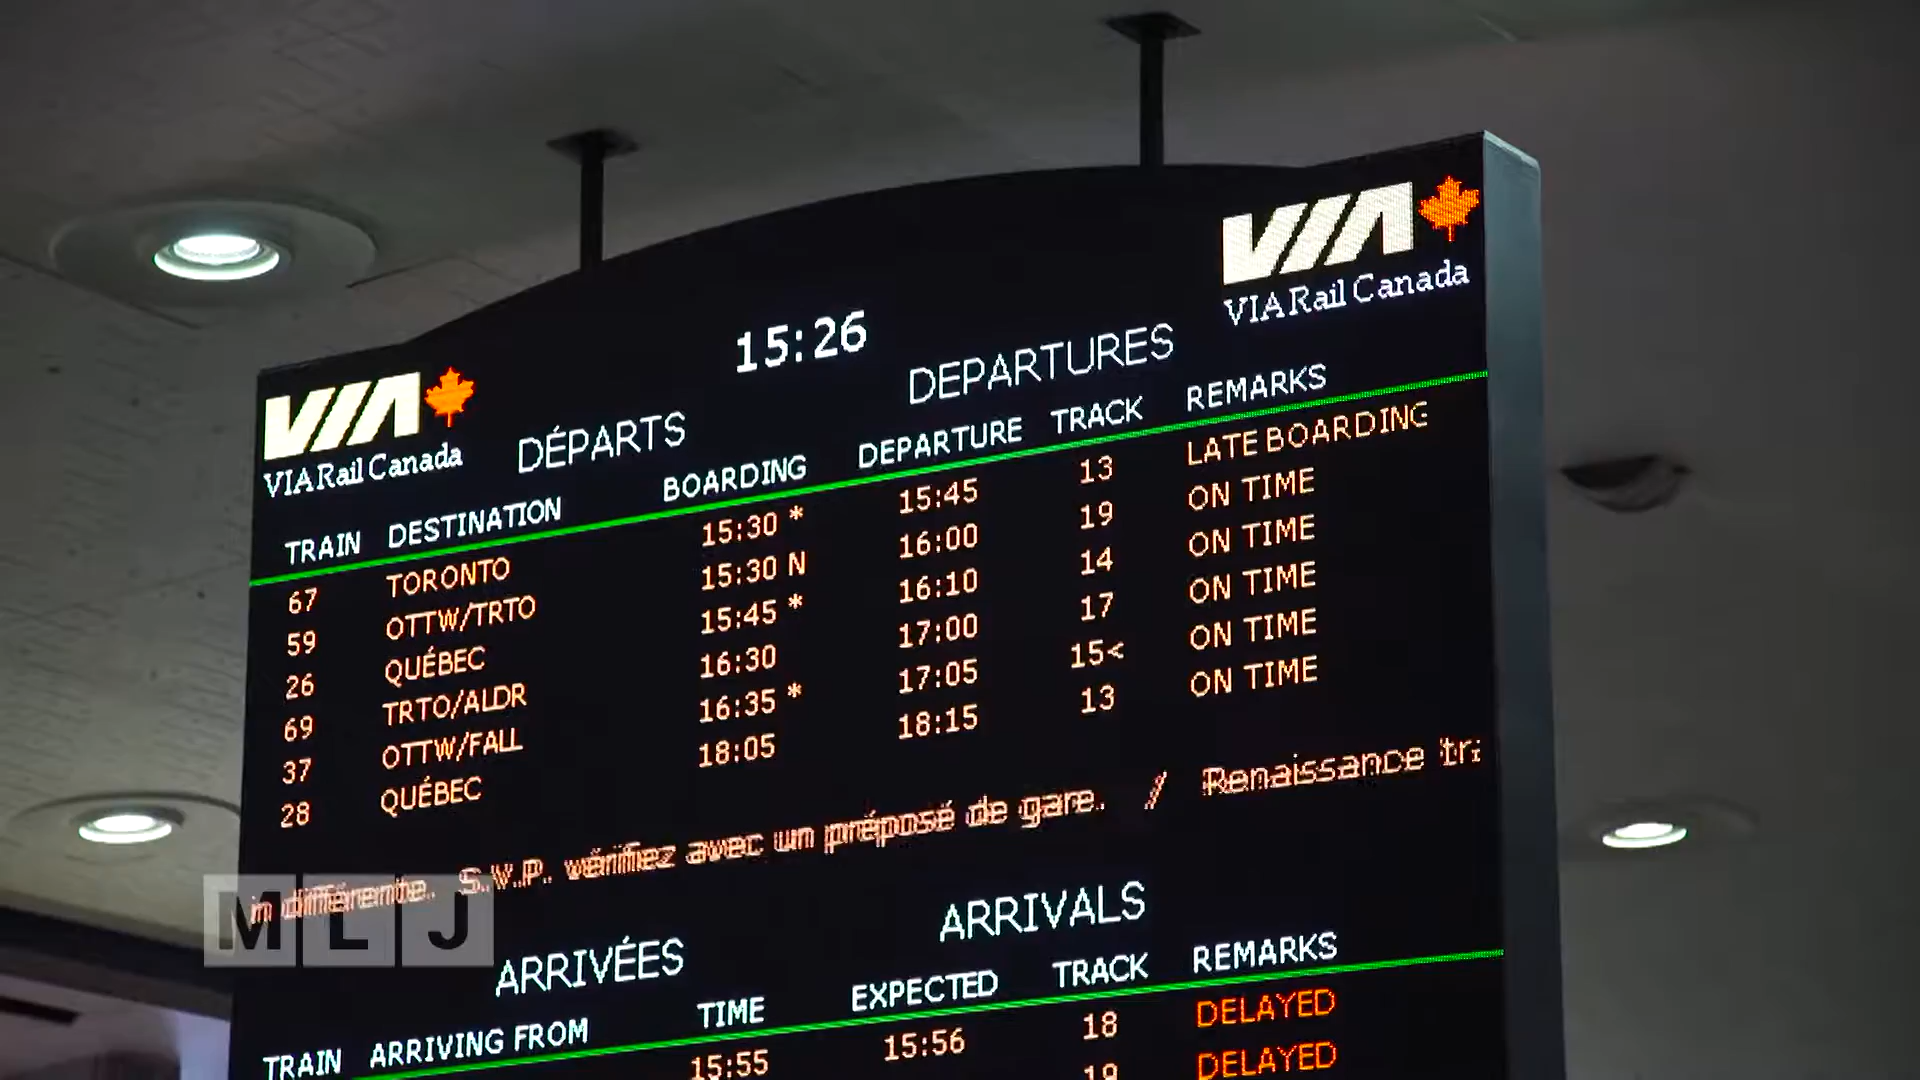 15:26
VIA
VIA Rail Canada
VIA
VIA Rail Canada
DÉPARTS DEPARTURES
TRAIN DESTINATION BOARDING DEPARTURE TRACK REMARKS
67 TORONTO 15:30 * 15:45 13 LATE BOARDING
59 OTTW/TRTO 15:30 N 16:00 19 ON TIME
26 QUÉBEC 15:45 * 16:10 14 ON TIME
69 TRTO/ALDR 16:30 17:00 17 ON TIME
37 OTTW/FALL 16:35 * 17:05 15< ON TIME
28 QUÉBEC 18:05 18:15 13 ON TIME
n différente. S.V.P. vérifiez avec un préposé de gare. / Renaissance tr
MLJ
ARRIVÉES ARRIVALS
TRAIN ARRIVING FROM TIME EXPECTED TRACK REMARKS
15:55 15:56 18 DELAYED
19 DELAYED